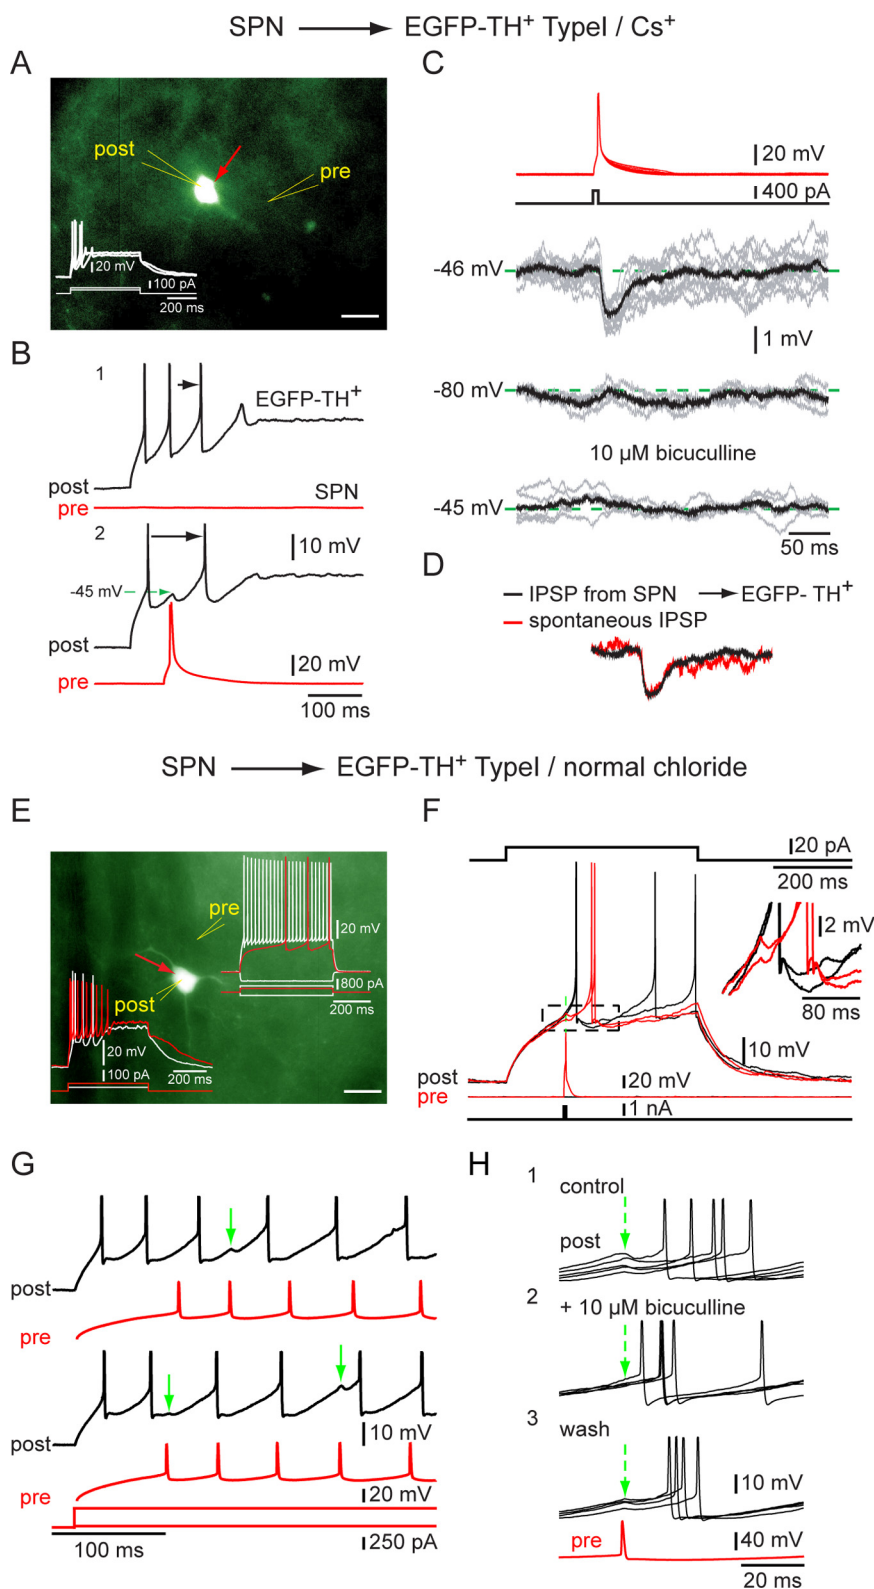 SPN → EGFP-TH+ TypeI / Cs+
A
post
pre
20 mV
100 pA
200 ms
B
1
EGFP-TH+
post
SPN
pre
2
10 mV
-45 mV
post
20 mV
pre
100 ms
C
20 mV
400 pA
-46 mV
1 mV
-80 mV
10 µM bicuculline
-45 mV
50 ms
D
IPSP from SPN → EGFP- TH+
spontaneous IPSP
SPN → EGFP-TH+ TypeI / normal chloride
E
pre
20 mV
post
800 pA
200 ms
20 mV
200 ms
100 pA
F
20 pA
200 ms
2 mV
80 ms
10 mV
post
20 mV
pre
1 nA
G
post
pre
10 mV
post
20 mV
pre
250 pA
100 ms
H
1
control
post
2
+ 10 µM bicuculline
3
wash
10 mV
pre
40 mV
20 ms